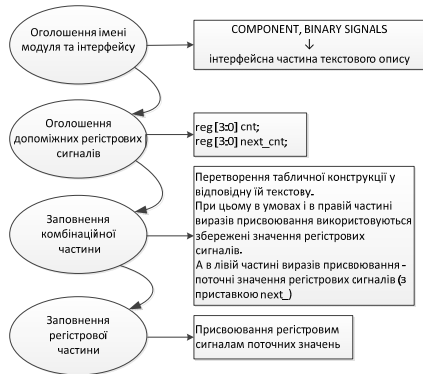 Оголошення імені
модуля та інтерфейсу
COMPONENT, BINARY SIGNALS
↓
інтерфейсна частина текстового опису
Оголошення
допоміжних регістрових
сигналів
reg [3:0] cnt;
reg [3:0] next_cnt;
Заповнення
комбінаційної
частини
Перетворення табличної конструкції у
відповідну їй текстову.
При цьому в умовах і в правій частині
виразів присвоювання використовуються
збережені значення регістрових
сигналів.
А в лівій частині виразів присвоювання -
поточні значення регістрових сигналів (з
приставкою next_)
Заповнення
регістрової
частини
Присвоювання регістровим
сигналам поточних значень